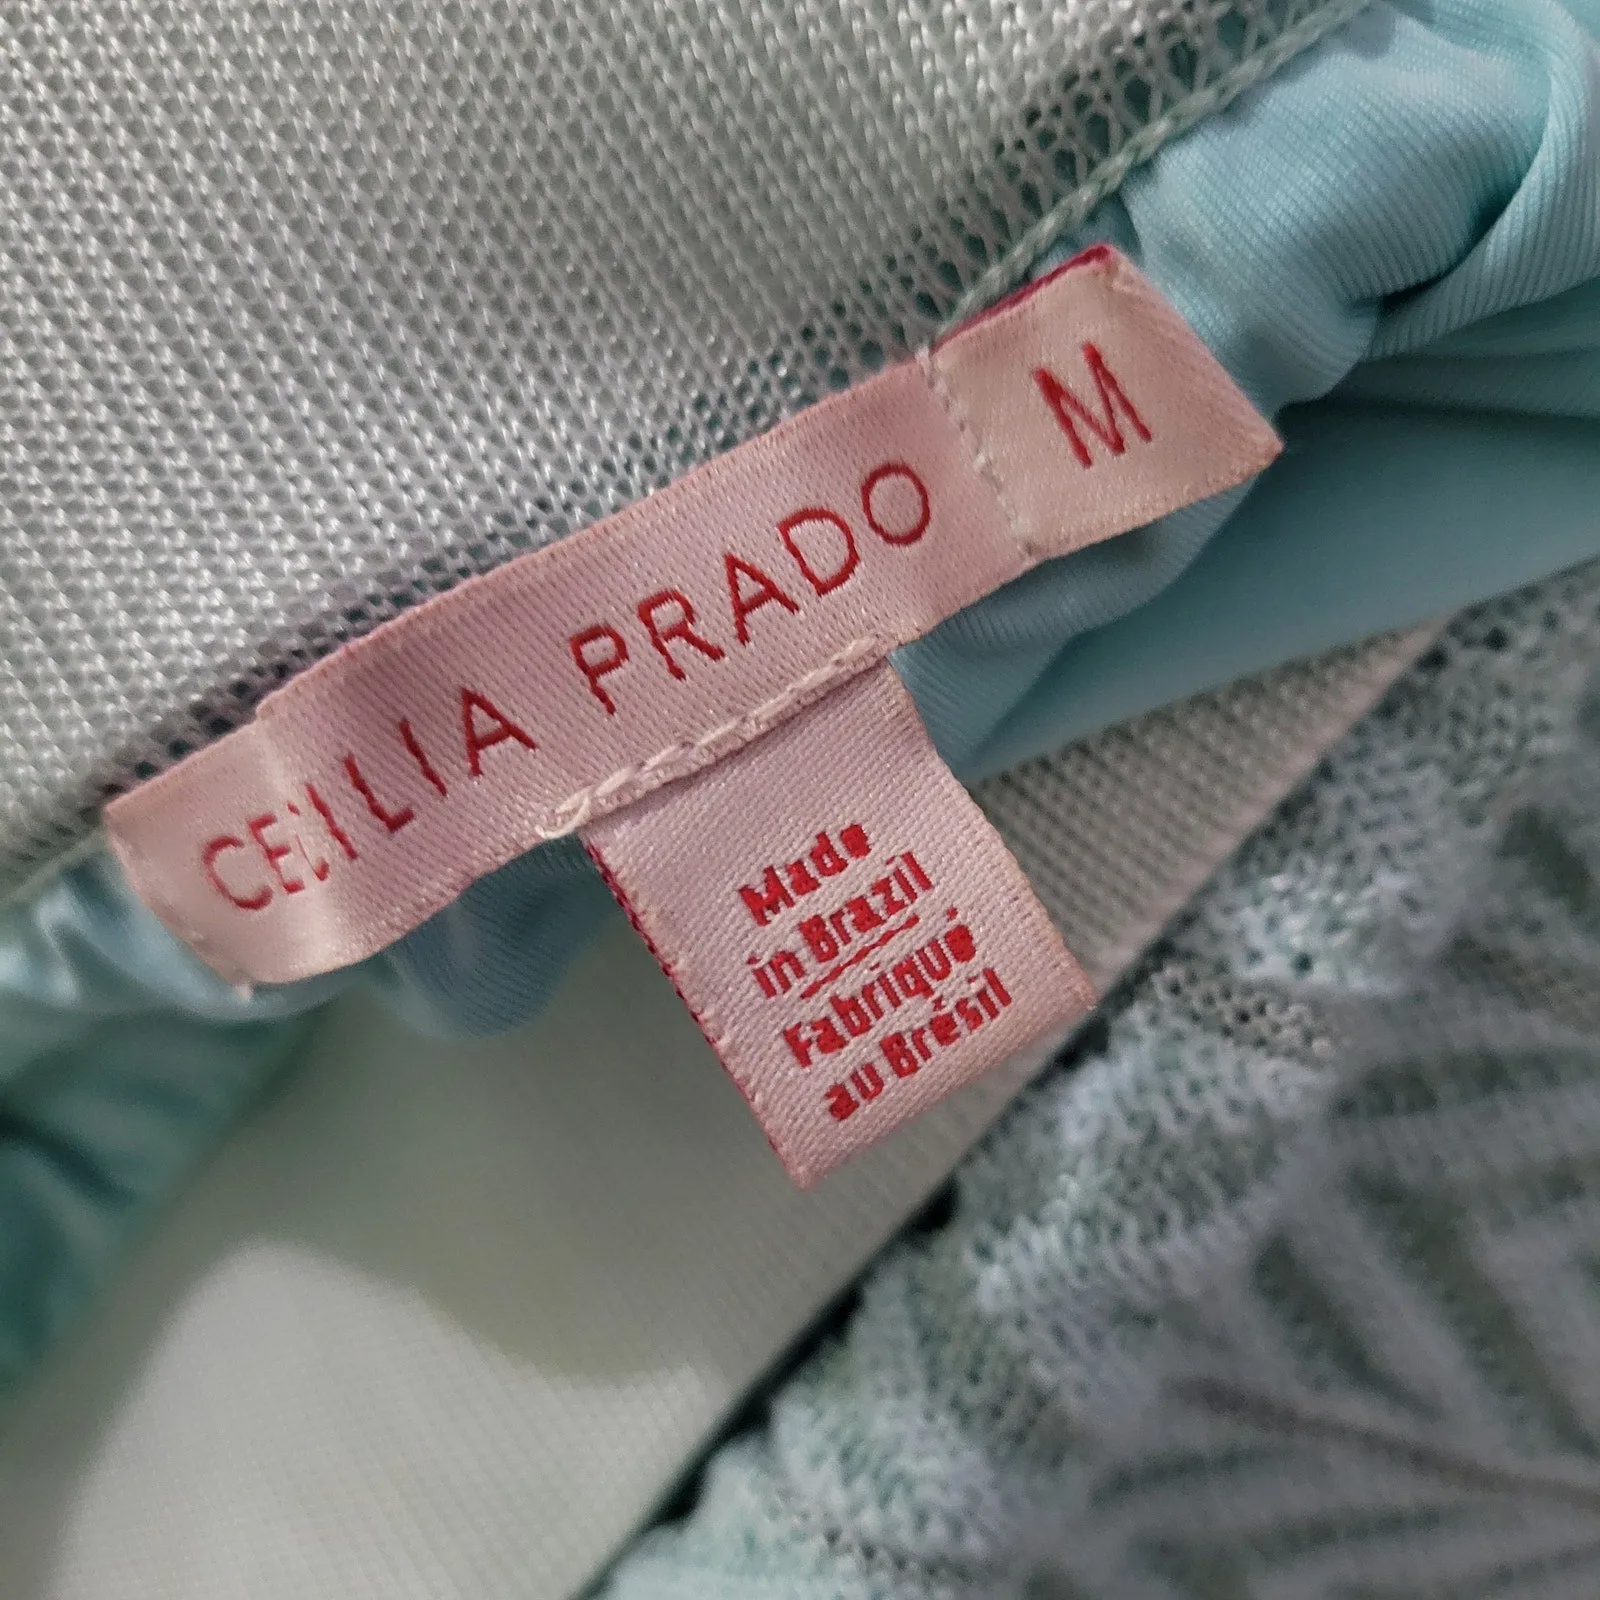 CECILIA PRADO
M
Made
in Brazil
Fabriqué
au Brésil